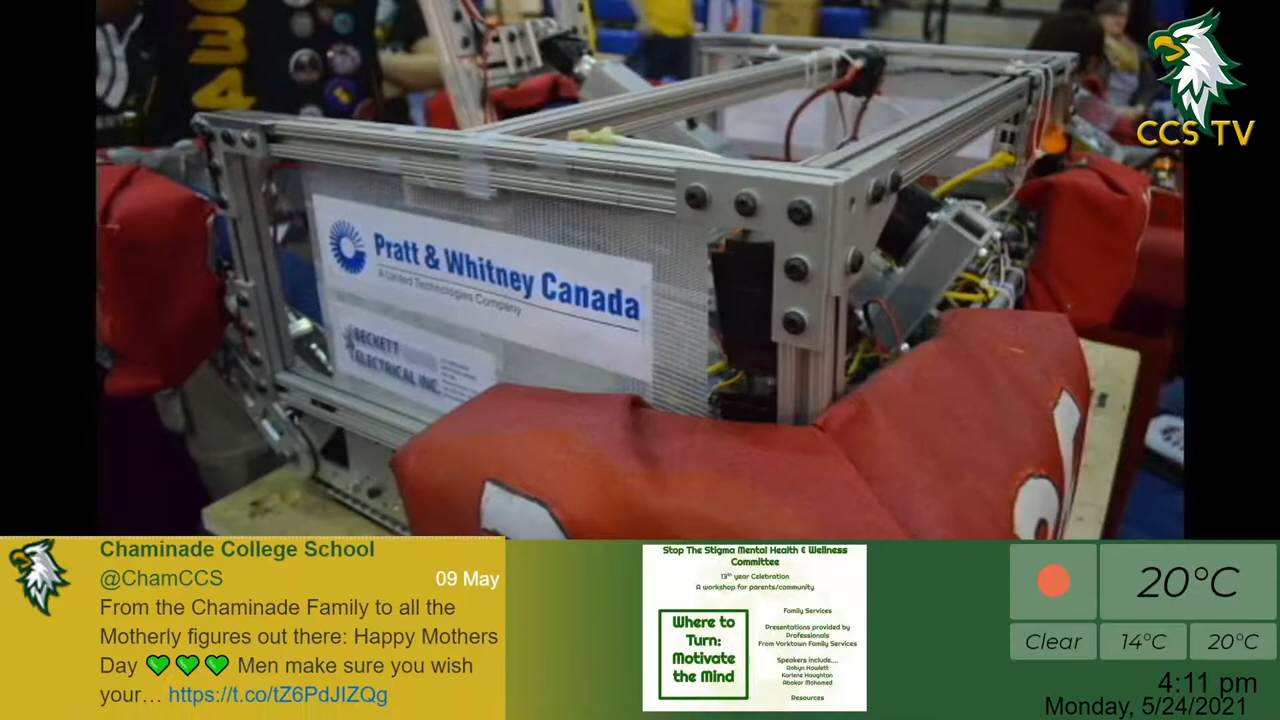 AWO
CCS TV
Pratt & Whitney Canada
A United Technologies Company
BECKETT
ELECTRICAL INC.
Chaminade College School
@ChamCCS
09 May
From the Chaminade Family to all the
Motherly figures out there: Happy Mothers
Day 💚💚💚 Men make sure you wish
your… https://t.co/tZ6PdJIZQg
Stop The Stigma Mental Health & Wellness
Committee
13th year Celebration
A workshop for parents/community
Where to
Turn:
Motivate
the Mind
Family Services
Presentations provided by
Professionals
From Yorktown Family Services
Speakers include....
Robyn Howlett
Karlene Houghton
Abokor Mohamed
Resources
20°C
Clear
14°C
20°C
4:11 pm
Monday, 5/24/2021